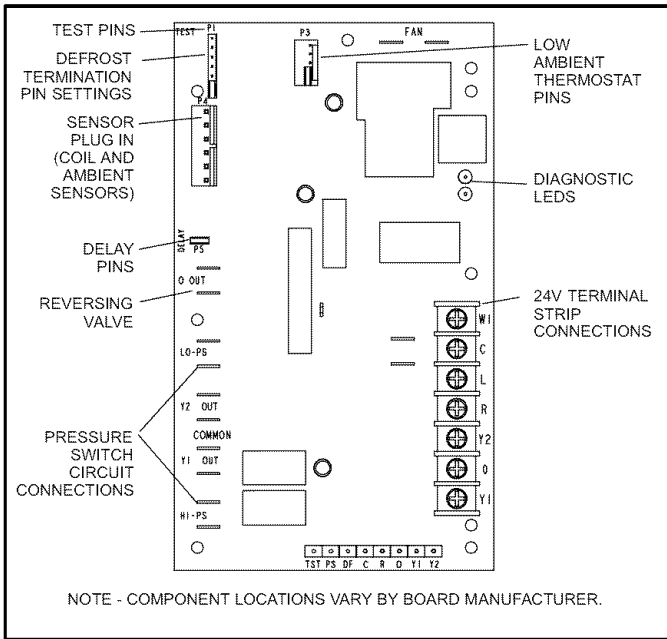 TEST PINS
DEFROST
TERMINATION
PIN SETTINGS
SENSOR
PLUG IN
(COIL AND
AMBIENT
SENSORS)
DELAY
PINS
REVERSING
VALVE
PRESSURE
SWITCH
CIRCUIT
CONNECTIONS
TEST P1
P4
DELAY
P5
O OUT
LO-PS
Y2 OUT
COMMON
Y1 OUT
HI-PS
P3
FAN
LOW
AMBIENT
THERMOSTAT
PINS
DIAGNOSTIC
LEDS
24V TERMINAL
STRIP
CONNECTIONS
W1
C
L
R
Y2
O
Y1
TST PS DF C R O Y1 Y2
NOTE - COMPONENT LOCATIONS VARY BY BOARD MANUFACTURER.